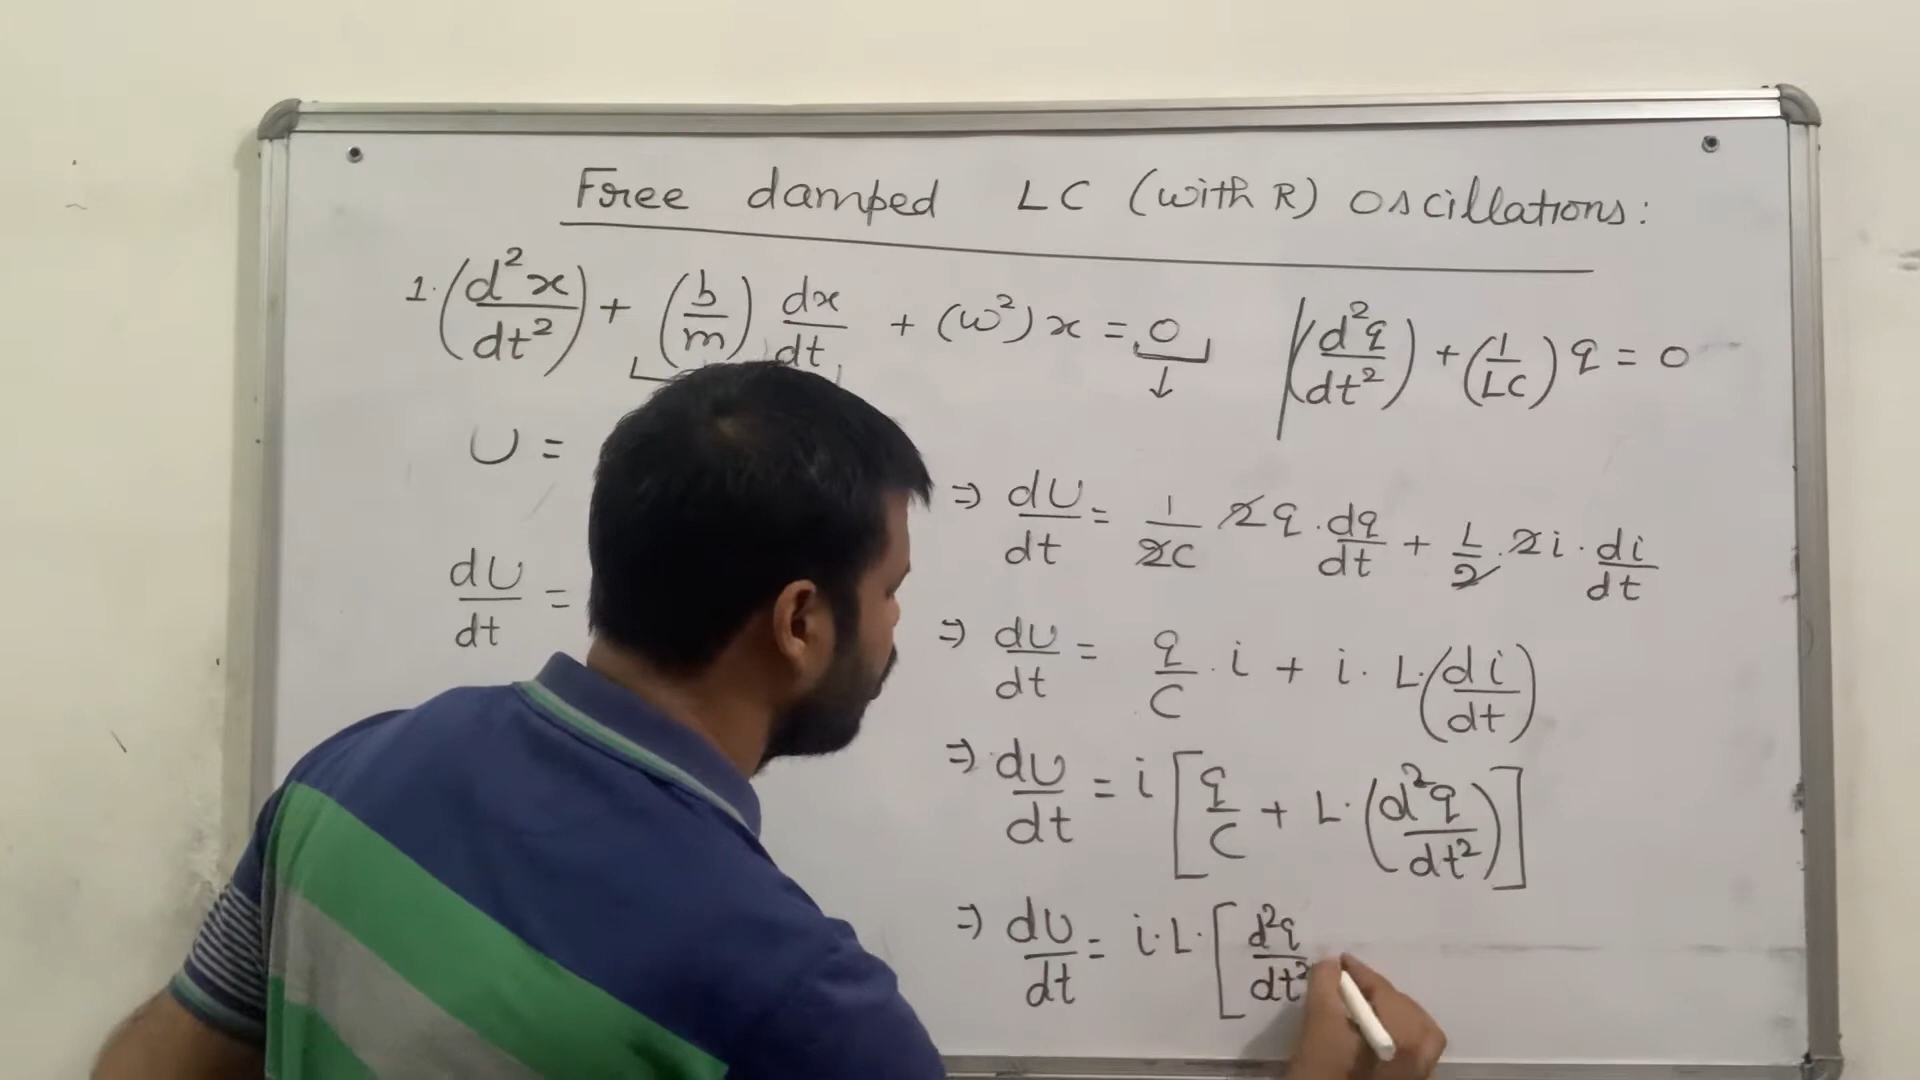 Free damped LC (with R) oscillations:
1. (d²x/dt²) + (b/m) dx/dt + (ω²) x = 0
↓
(d²q/dt²) + (1/LC) q = 0
U =
dU/dt =
⇒ dU/dt = 1/2C 2q . dq/dt + L/2 . 2i . di/dt
⇒ dU/dt = q/C . i + i . L . (di/dt)
⇒ dU/dt = i [q/C + L . (d²q/dt²)]
⇒ dU/dt = i . L . [d²q/dt²